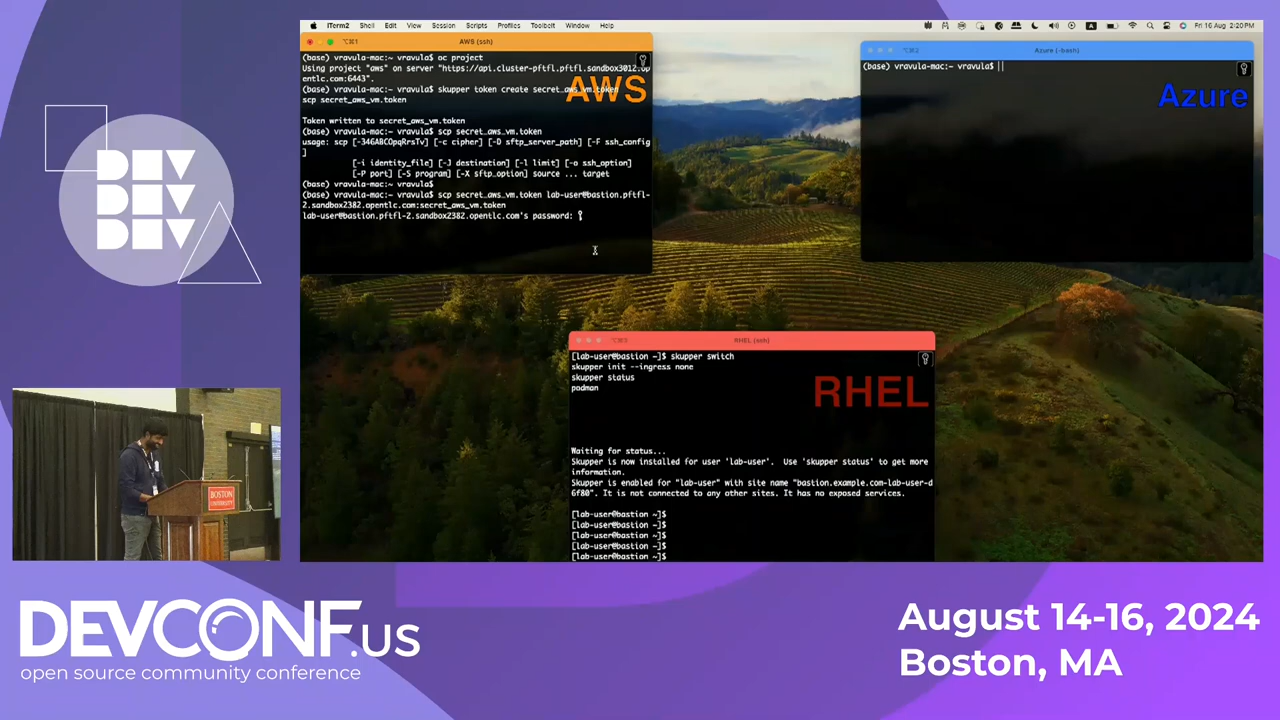 iTerm2 Shell Edit View Session Scripts Profiles Toolbelt Window Help
Fri 16 Aug 2:20PM
⌥⌘1 AWS (ssh)
(base) vravula-mac:~ vravula$ oc project
Using project "aws" on server "https://api.cluster-pftfl.pftfl.sandbox3012.op
entlc.com:6443".
(base) vravula-mac:~ vravula$ skupper token create secret_aws_vm.token
scp secret_aws_vm.token
Token written to secret_aws_vm.token
(base) vravula-mac:~ vravula$ scp secret_aws_vm.token
usage: scp [-346ABCOpqRrsTv] [-c cipher] [-D sftp_server_path] [-F ssh_config
]
[-i identity_file] [-J destination] [-l limit] [-o ssh_option]
[-P port] [-S program] [-X sftp_option] source ... target
(base) vravula-mac:~ vravula$
(base) vravula-mac:~ vravula$ scp secret_aws_vm.token lab-user@bastion.pftfl-
2.sandbox2382.opentlc.com:secret_aws_vm.token
lab-user@bastion.pftfl-2.sandbox2382.opentlc.com's password:
AWS
⌥⌘2 Azure (-bash)
(base) vravula-mac:~ vravula$
Azure
RHEL (ssh)
[lab-user@bastion ~]$ skupper switch
skupper init --ingress none
skupper status
podman
RHEL
Waiting for status...
Skupper is now installed for user 'lab-user'. Use 'skupper status' to get more
information.
Skupper is enabled for "lab-user" with site name "bastion.example.com-lab-user-d
6f80". It is not connected to any other sites. It has no exposed services.
[lab-user@bastion ~]$
[lab-user@bastion ~]$
[lab-user@bastion ~]$
[lab-user@bastion ~]$
[lab-user@bastion ~]$
DEV
DEV
DEV
BOSTON
UNIVERSITY
DEVCONF.US
open source community conference
August 14-16, 2024
Boston, MA